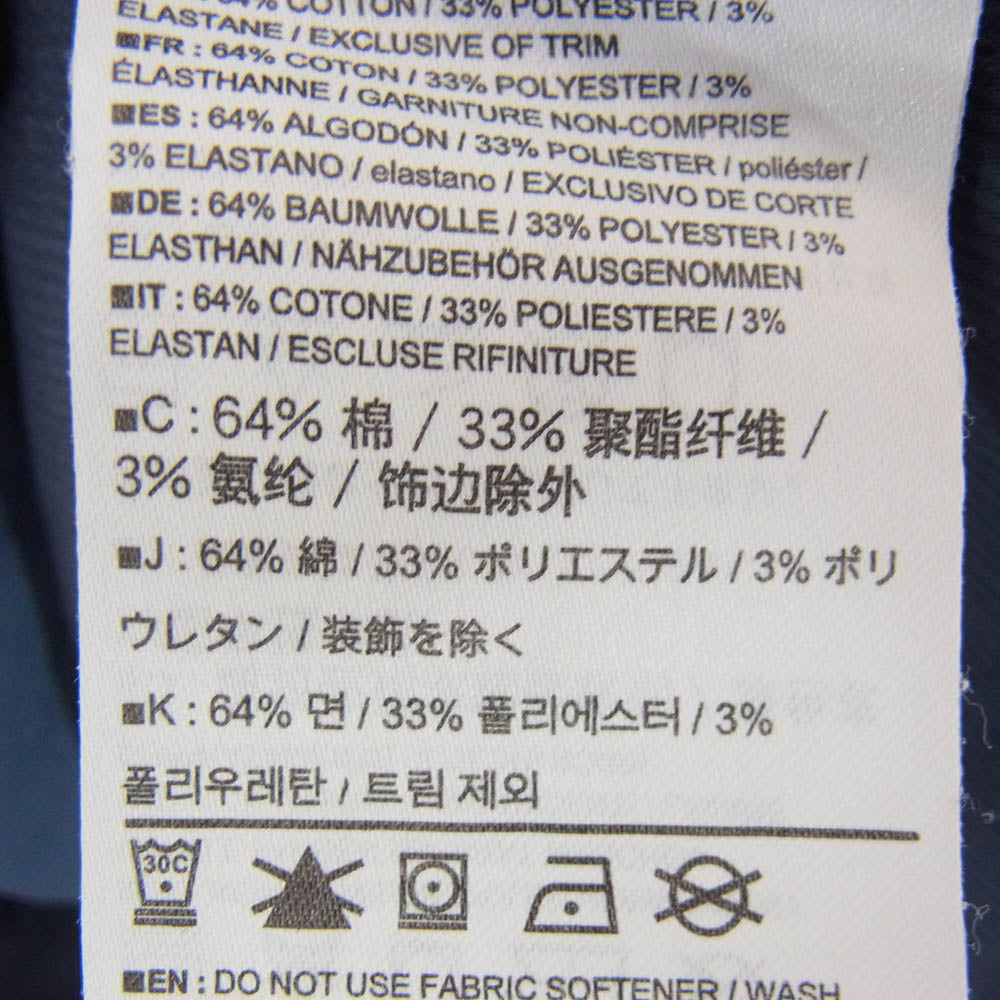 64% COTTON / 33% POLYESTER / 3%
ELASTANE / EXCLUSIVE OF TRIM
■FR : 64% COTON / 33% POLYESTER / 3%
ÉLASTHANNE / GARNITURE NON-COMPRISE
■ES : 64% ALGODÓN / 33% POLIÉSTER / poliéster /
3% ELASTANO / elastano / EXCLUSIVO DE CORTE
■DE : 64% BAUMWOLLE / 33% POLYESTER / 3%
ELASTHAN / NÄHZUBEHÖR AUSGENOMMEN
■IT : 64% COTONE / 33% POLIESTERE / 3%
ELASTAN / ESCLUSE RIFINITURE
■C : 64% 棉 / 33% 聚酯纤维 /
3% 氨纶 / 饰边除外
■J : 64% 綿 / 33% ポリエステル / 3% ポリ
ウレタン / 装飾を除く
■K : 64% 면 / 33% 폴리에스터 / 3%
폴리우레탄 / 트림 제외
30C
■EN : DO NOT USE FABRIC SOFTENER / WASH